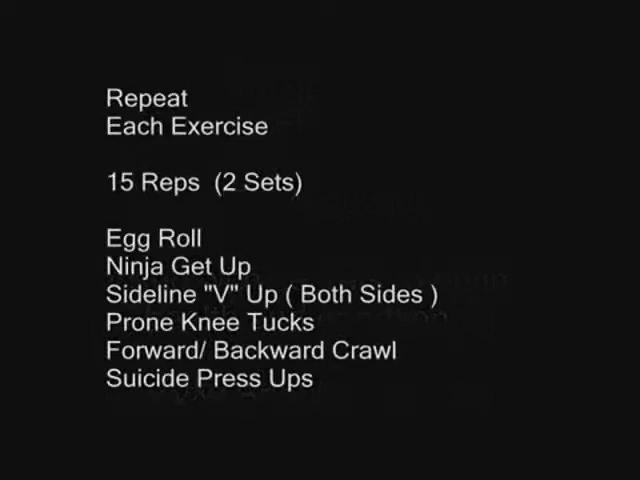 Repeat
Each Exercise
15 Reps  (2 Sets)
Egg Roll
Ninja Get Up
Sideline "V" Up ( Both Sides )
Prone Knee Tucks
Forward/ Backward Crawl
Suicide Press Ups